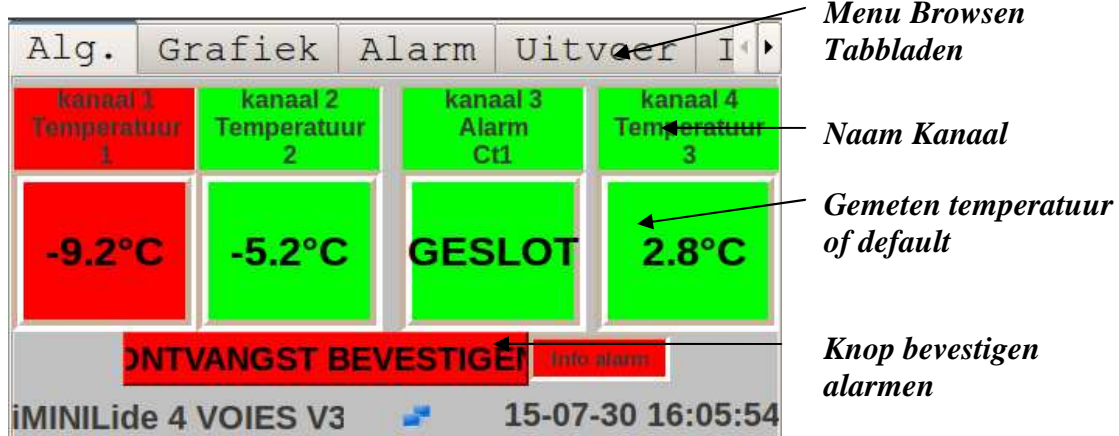 Menu Browsen
Tabbladen
Alg. Grafiek Alarm Uitvoer I
kanaal 1 kanaal 2 kanaal 3 kanaal 4
Temperatuur Temperatuur Alarm Temperatuur
1 2 Ct1 3
Naam Kanaal
Gemeten temperatuur
of default
-9.2°C -5.2°C GESLOT 2.8°C
ONTVANGST BEVESTIGEN Info alarm
Knop bevestigen
alarmen
iMINILide 4 VOIES V3 15-07-30 16:05:54